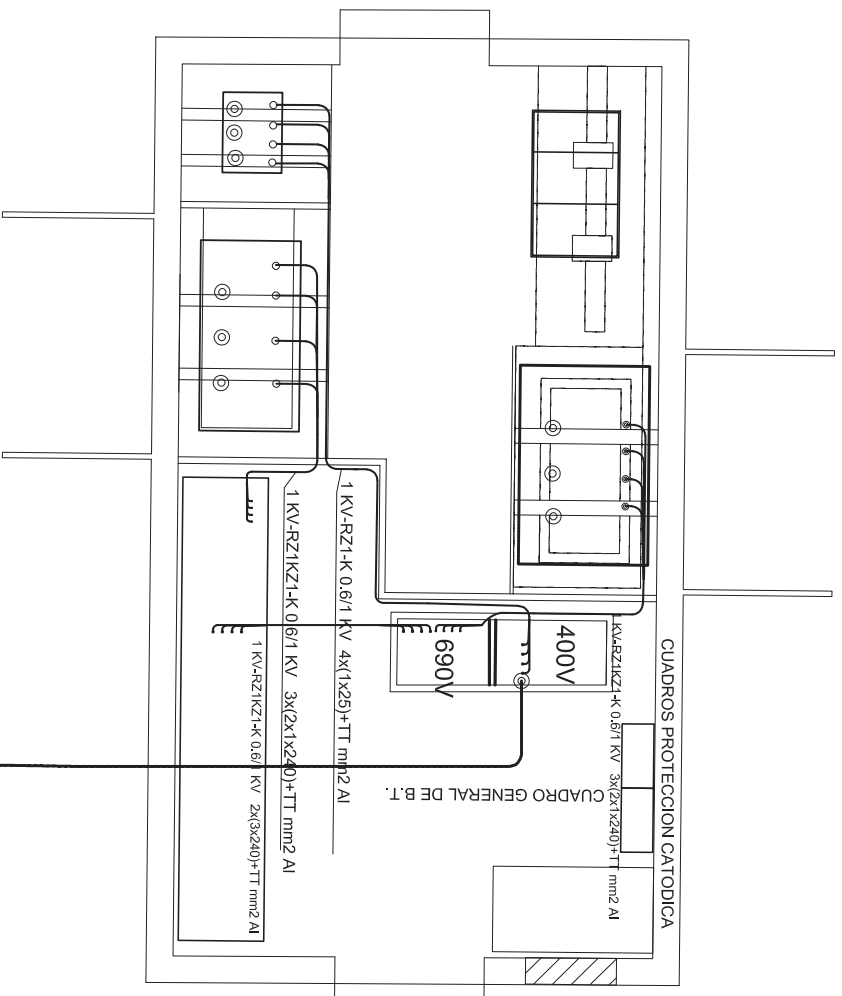 1 KV-RZ1-K 0.6/1 KV 4x(1x25)+TT mm2 Al
1 KV-RZ1KZ1-K 0.6/1 KV 3x(2x1x240)+TT mm2 Al
1 KV-RZ1KZ1-K 0.6/1 KV 2x(3x240)+TT mm2 Al
690V
400V
1 KV-RZ1KZ1-K 0.6/1 KV 3x(2x1x240)+TT mm2 Al
CUADROS PROTECCION CATODICA
CUADRO GENERAL DE B.T.